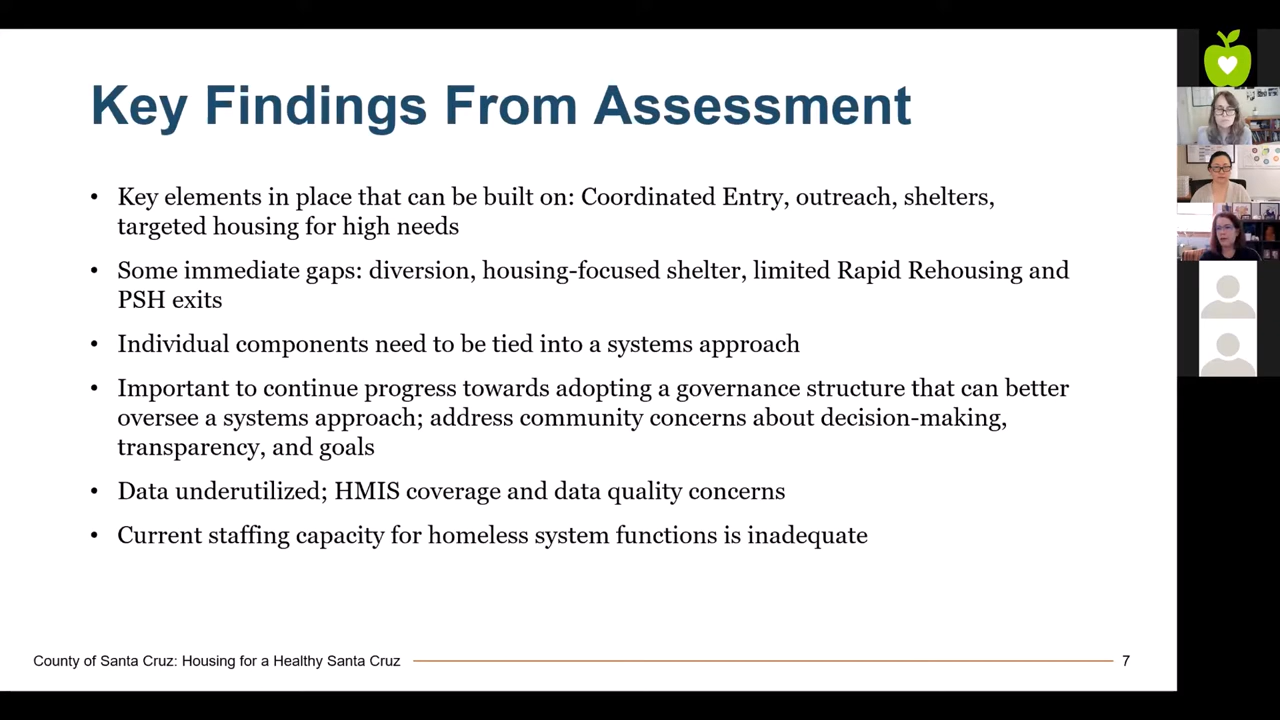 Key Findings From Assessment
• Key elements in place that can be built on: Coordinated Entry, outreach, shelters,
targeted housing for high needs
• Some immediate gaps: diversion, housing-focused shelter, limited Rapid Rehousing and
PSH exits
• Individual components need to be tied into a systems approach
• Important to continue progress towards adopting a governance structure that can better
oversee a systems approach; address community concerns about decision-making,
transparency, and goals
• Data underutilized; HMIS coverage and data quality concerns
• Current staffing capacity for homeless system functions is inadequate
County of Santa Cruz: Housing for a Healthy Santa Cruz 7